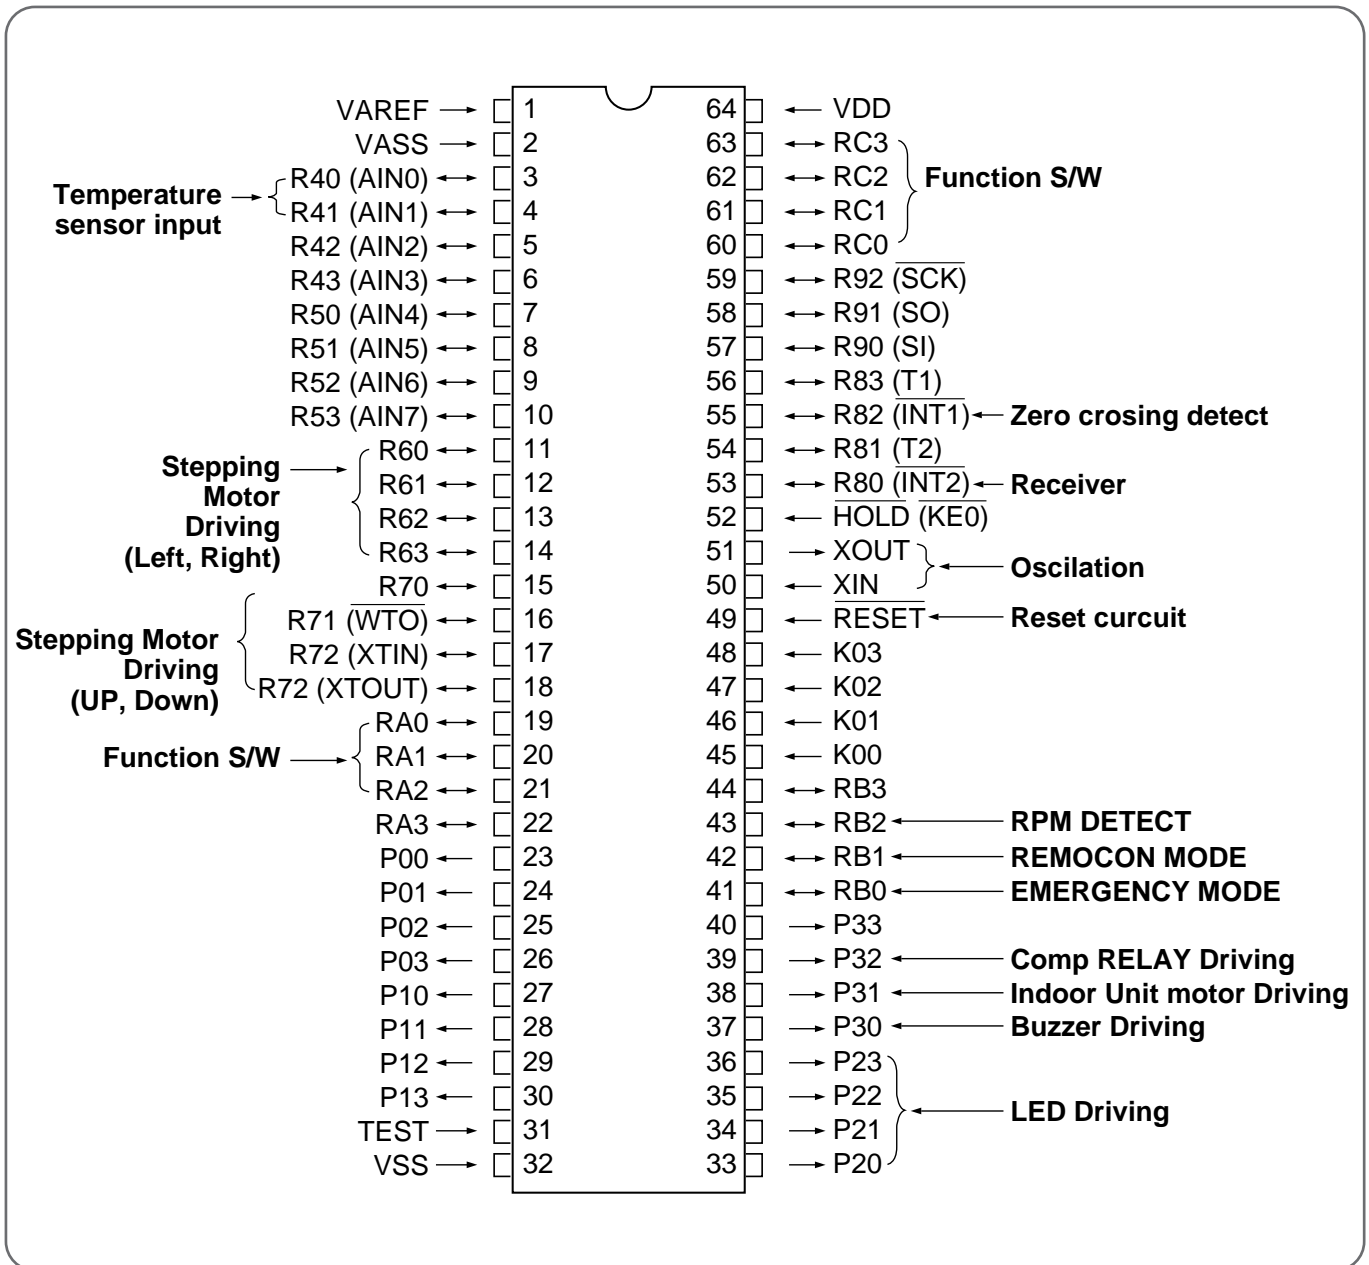 VAREF 1 64 VDD
VASS 2 63 RC3
R40 (AIN0) 3 62 RC2
R41 (AIN1) 4 61 RC1
Temperature
sensor input
Function S/W
R42 (AIN2) 5 60 RC0
R43 (AIN3) 6 59 R92 (SCK)
R50 (AIN4) 7 58 R91 (SO)
R51 (AIN5) 8 57 R90 (SI)
R52 (AIN6) 9 56 R83 (T1)
R53 (AIN7) 10 55 R82 (INT1) Zero crosing detect
R60 11 54 R81 (T2)
R61 12 53 R80 (INT2) Receiver
R62 13 52 HOLD (KE0)
R63 14 51 XOUT
Stepping
Motor
Driving
(Left, Right)
Oscilation
R70 15 50 XIN
R71 (WTO) 16 49 RESET Reset curcuit
R72 (XTIN) 17 48 K03
R72 (XTOUT) 18 47 K02
Stepping Motor
Driving
(UP, Down)
RA0 19 46 K01
Function S/W RA1 20 45 K00
RA2 21 44 RB3
RA3 22 43 RB2 RPM DETECT
P00 23 42 RB1 REMOCON MODE
P01 24 41 RB0 EMERGENCY MODE
P02 25 40 P33
P03 26 39 P32 Comp RELAY Driving
P10 27 38 P31 Indoor Unit motor Driving
P11 28 37 P30 Buzzer Driving
P12 29 36 P23
P13 30 35 P22
LED Driving
TEST 31 34 P21
VSS 32 33 P20